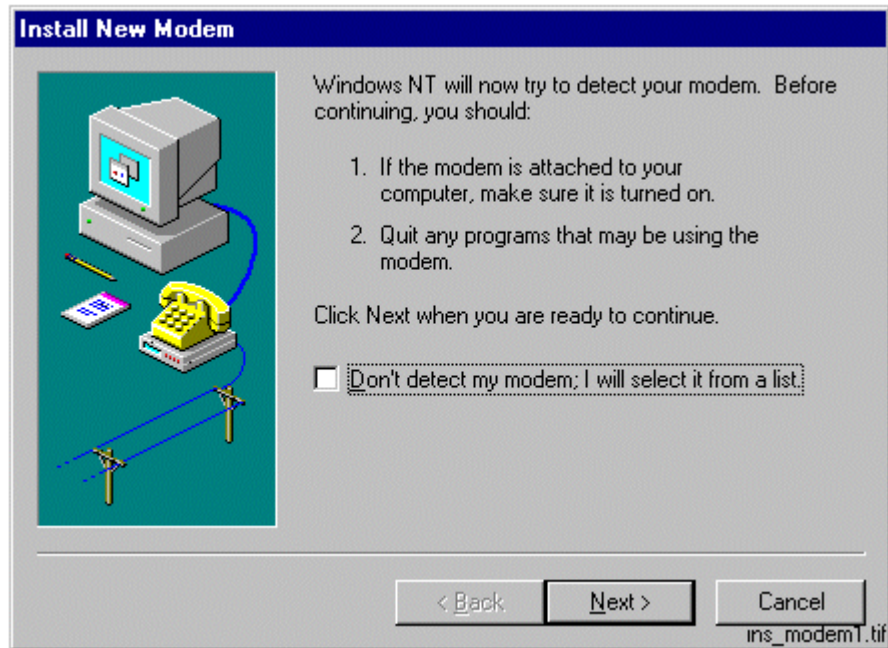 Install New Modem
Windows NT will now try to detect your modem. Before
continuing, you should:
1. If the modem is attached to your
computer, make sure it is turned on.
2. Quit any programs that may be using the
modem.
Click Next when you are ready to continue.
Don't detect my modem; I will select it from a list.
< Back
Next >
Cancel
ins_modem1.tif